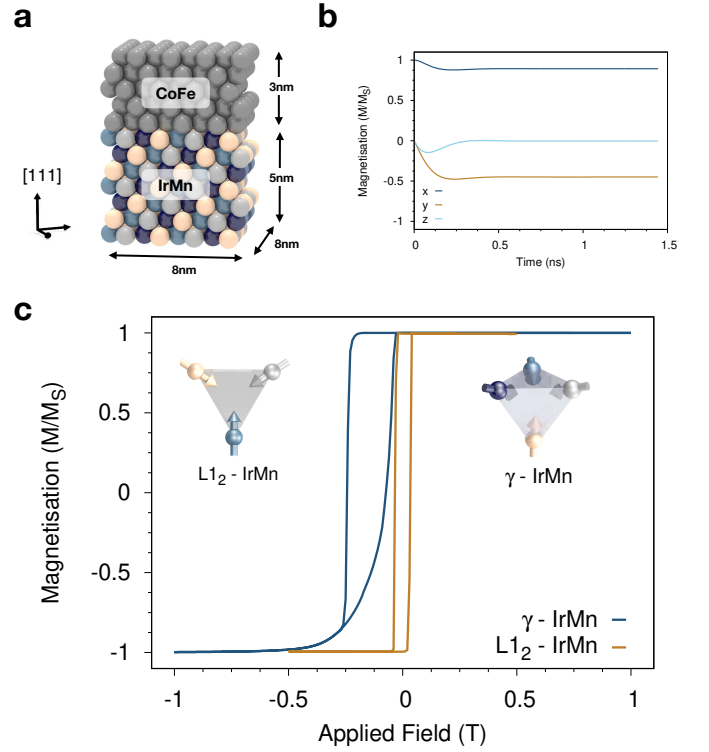 a
CoFe
3nm
IrMn
5nm
[111]
8nm
8nm
b
Magnetisation (M/M_S)
1
0.5
0
-0.5
-1
x
y
z
0
0.5
1
1.5
Time (ns)
c
Magnetisation (M/M_S)
1
0.5
0
-0.5
-1
L1₂ - IrMn
γ - IrMn
γ - IrMn
L1₂ - IrMn
-1
-0.5
0
0.5
1
Applied Field (T)